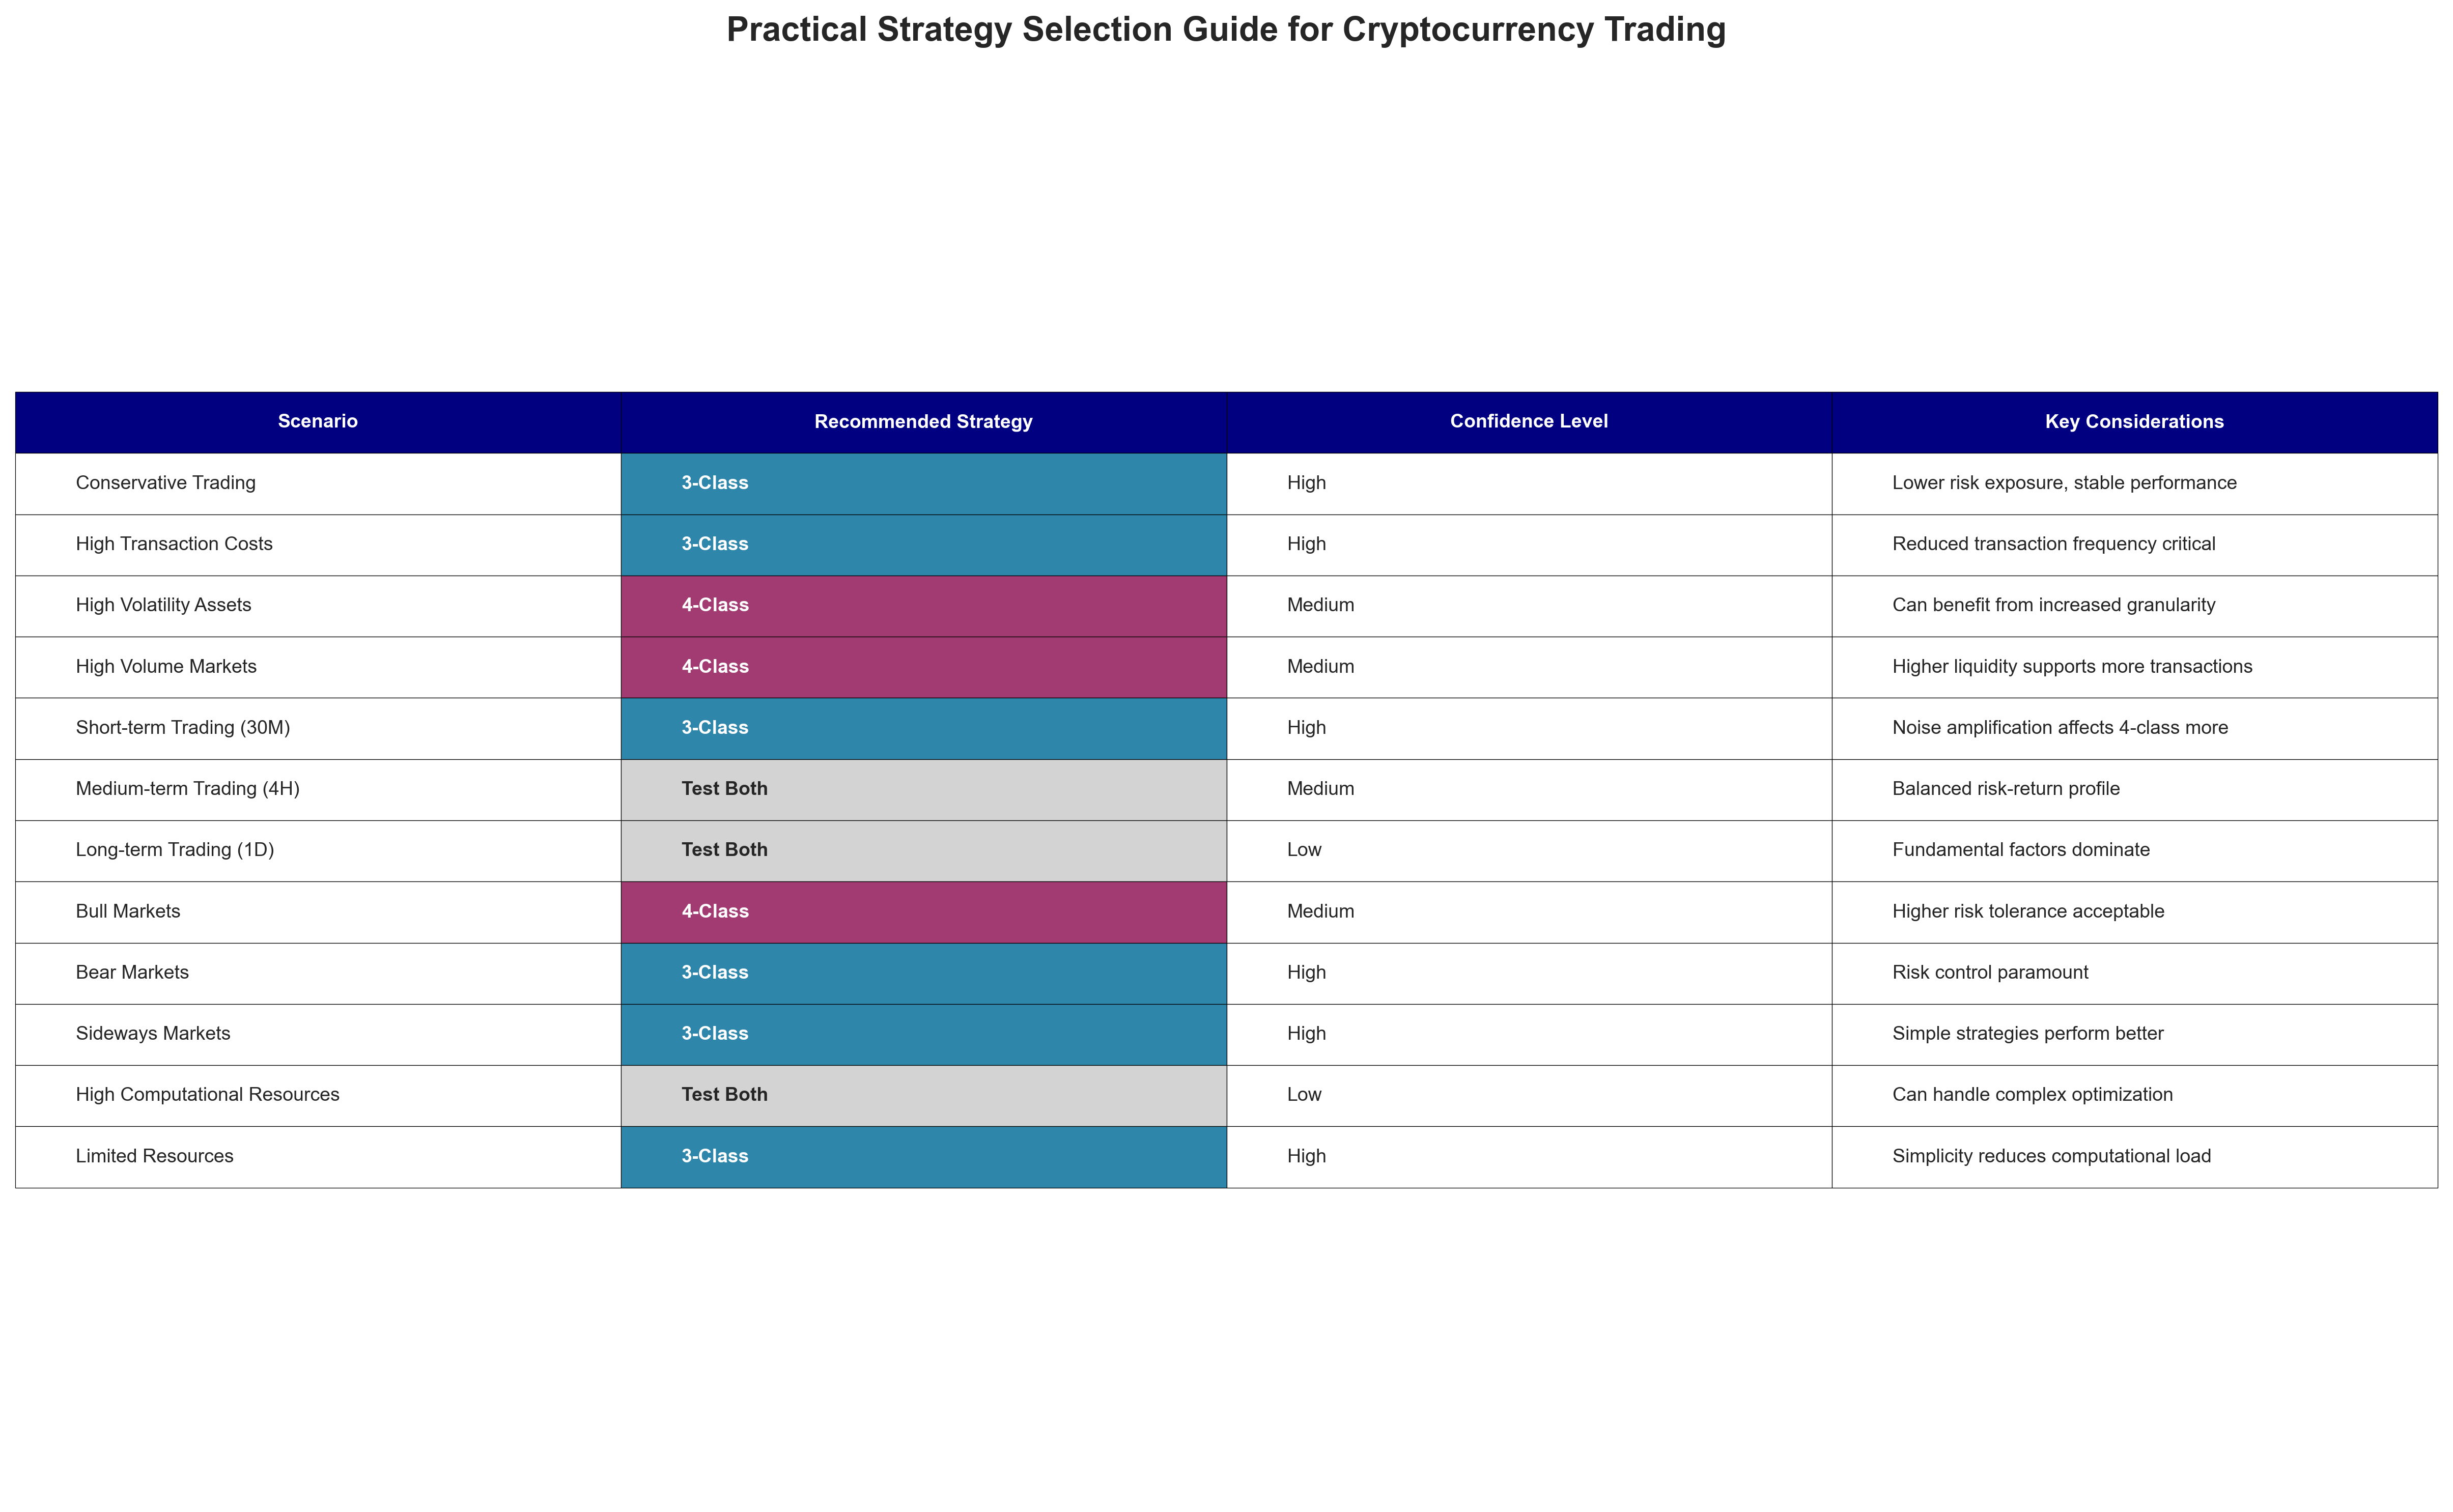 Practical Strategy Selection Guide for Cryptocurrency Trading
Scenario Recommended Strategy Confidence Level Key Considerations
Conservative Trading 3-Class High Lower risk exposure, stable performance
High Transaction Costs 3-Class High Reduced transaction frequency critical
High Volatility Assets 4-Class Medium Can benefit from increased granularity
High Volume Markets 4-Class Medium Higher liquidity supports more transactions
Short-term Trading (30M) 3-Class High Noise amplification affects 4-class more
Medium-term Trading (4H) Test Both Medium Balanced risk-return profile
Long-term Trading (1D) Test Both Low Fundamental factors dominate
Bull Markets 4-Class Medium Higher risk tolerance acceptable
Bear Markets 3-Class High Risk control paramount
Sideways Markets 3-Class High Simple strategies perform better
High Computational Resources Test Both Low Can handle complex optimization
Limited Resources 3-Class High Simplicity reduces computational load